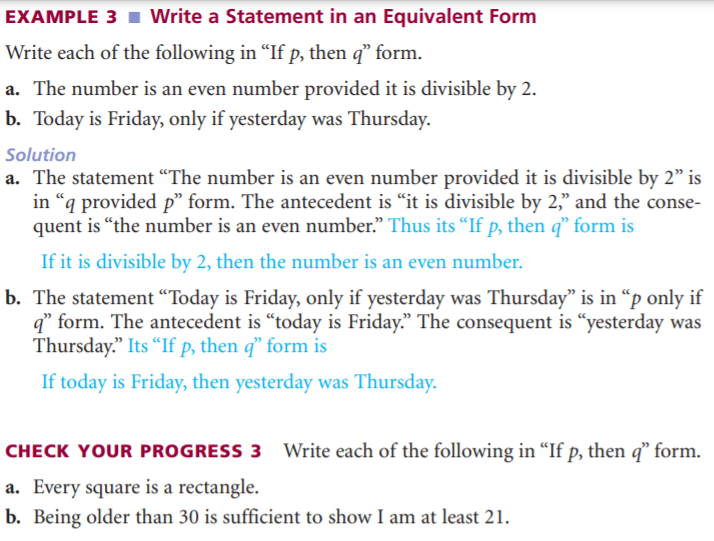 EXAMPLE 3 ■ Write a Statement in an Equivalent Form
Write each of the following in “If p, then q” form.
a. The number is an even number provided it is divisible by 2.
b. Today is Friday, only if yesterday was Thursday.
Solution
a. The statement “The number is an even number provided it is divisible by 2” is
in “q provided p” form. The antecedent is “it is divisible by 2,” and the conse-
quent is “the number is an even number.” Thus its “If p, then q” form is
If it is divisible by 2, then the number is an even number.
b. The statement “Today is Friday, only if yesterday was Thursday” is in “p only if
q” form. The antecedent is “today is Friday.” The consequent is “yesterday was
Thursday.” Its “If p, then q” form is
If today is Friday, then yesterday was Thursday.
CHECK YOUR PROGRESS 3 Write each of the following in “If p, then q” form.
a. Every square is a rectangle.
b. Being older than 30 is sufficient to show I am at least 21.